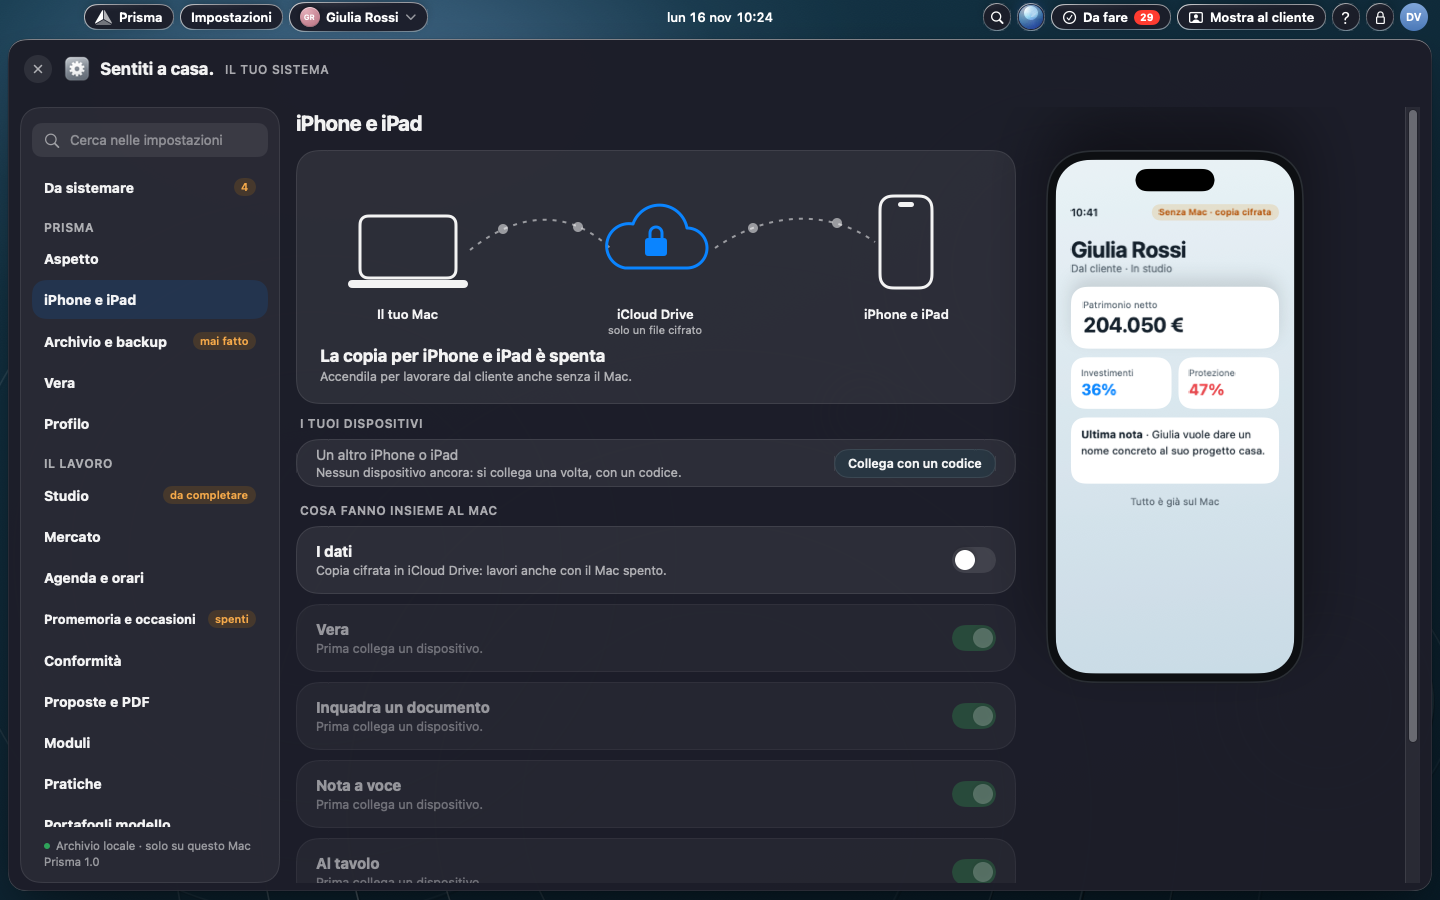 Prisma
Impostazioni
GR Giulia Rossi
lun 16 nov 10:24
Da fare 29
Mostra al cliente
?
DV
Sentiti a casa. IL TUO SISTEMA
Cerca nelle impostazioni
Da sistemare 4
PRISMA
Aspetto
iPhone e iPad
Archivio e backup mai fatto
Vera
Profilo
IL LAVORO
Studio da completare
Mercato
Agenda e orari
Promemoria e occasioni spenti
Conformità
Proposte e PDF
Moduli
Pratiche
Portafogli modello
Archivio locale · solo su questo Mac
Prisma 1.0
iPhone e iPad
Il tuo Mac
iCloud Drive
solo un file cifrato
iPhone e iPad
La copia per iPhone e iPad è spenta
Accendila per lavorare dal cliente anche senza il Mac.
I TUOI DISPOSITIVI
Un altro iPhone o iPad
Nessun dispositivo ancora: si collega una volta, con un codice.
Collega con un codice
COSA FANNO INSIEME AL MAC
I dati
Copia cifrata in iCloud Drive: lavori anche con il Mac spento.
Vera
Prima collega un dispositivo.
Inquadra un documento
Prima collega un dispositivo.
Nota a voce
Prima collega un dispositivo.
Al tavolo
Prima collega un dispositivo.
10:41
Senza Mac · copia cifrata
Giulia Rossi
Dal cliente · In studio
Patrimonio netto
204.050 €
Investimenti
36%
Protezione
47%
Ultima nota · Giulia vuole dare un
nome concreto al suo progetto casa.
Tutto è già sul Mac